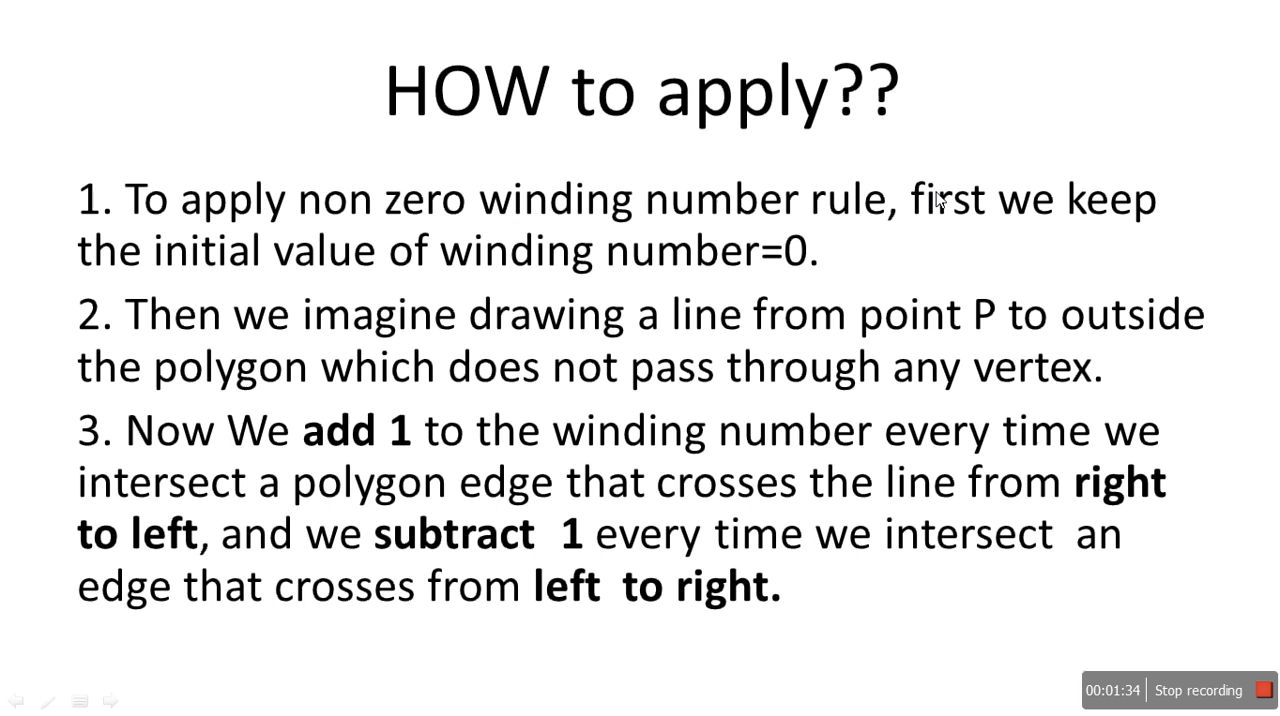 HOW to apply??
1. To apply non zero winding number rule, first we keep
the initial value of winding number=0.
2. Then we imagine drawing a line from point P to outside
the polygon which does not pass through any vertex.
3. Now We add 1 to the winding number every time we
intersect a polygon edge that crosses the line from right
to left, and we subtract 1 every time we intersect an
edge that crosses from left to right.
00:01:34 Stop recording